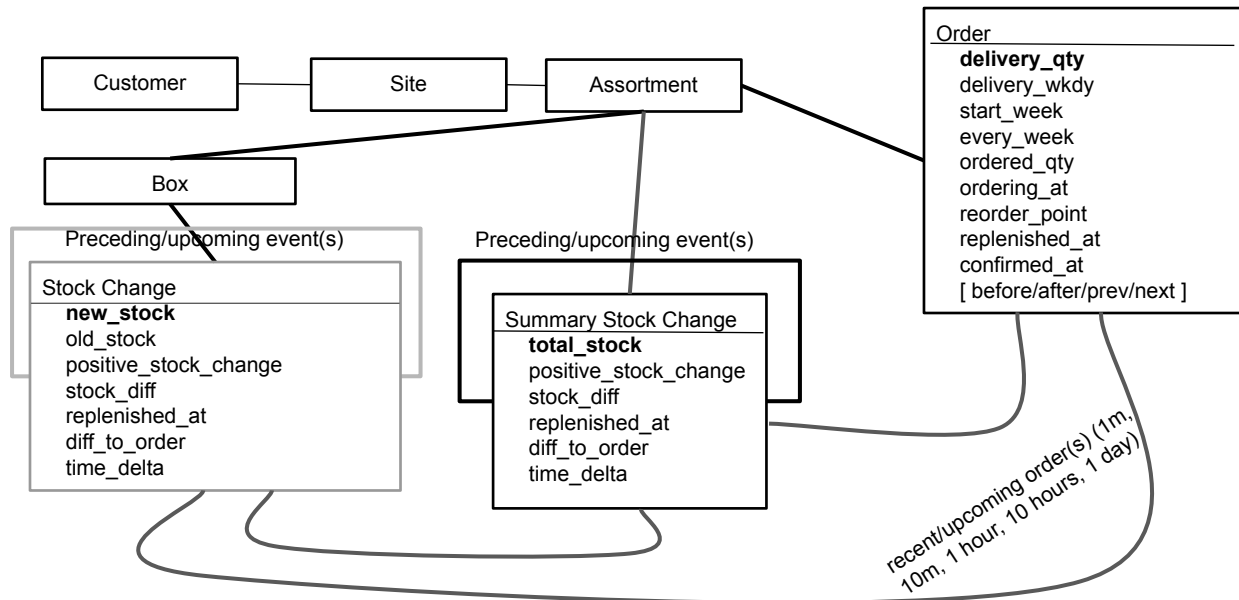 Customer
Site
Assortment
Box
Preceding/upcoming event(s)
Stock Change
new_stock
old_stock
positive_stock_change
stock_diff
replenished_at
diff_to_order
time_delta
Preceding/upcoming event(s)
Summary Stock Change
total_stock
positive_stock_change
stock_diff
replenished_at
diff_to_order
time_delta
Order
delivery_qty
delivery_wkdy
start_week
every_week
ordered_qty
ordering_at
reorder_point
replenished_at
confirmed_at
[ before/after/prev/next ]
recent/upcoming order(s) (1m,
10m, 1 hour, 10 hours, 1 day)